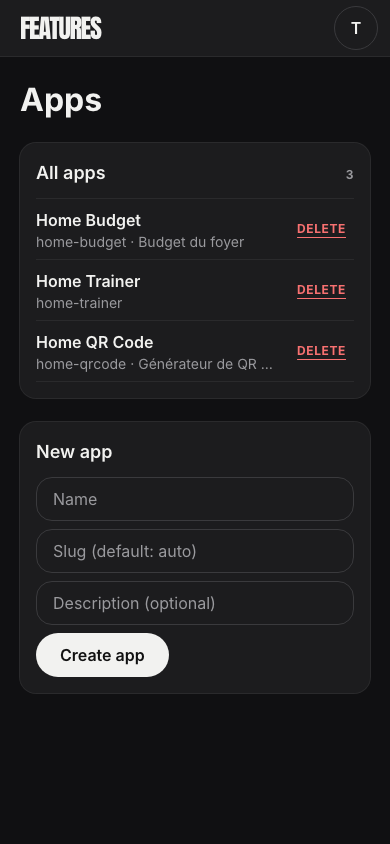 FEATURES
T
Apps
All apps
3
Home Budget
home-budget · Budget du foyer
DELETE
Home Trainer
home-trainer
DELETE
Home QR Code
home-qrcode · Générateur de QR ...
DELETE
New app
Name
Slug (default: auto)
Description (optional)
Create app